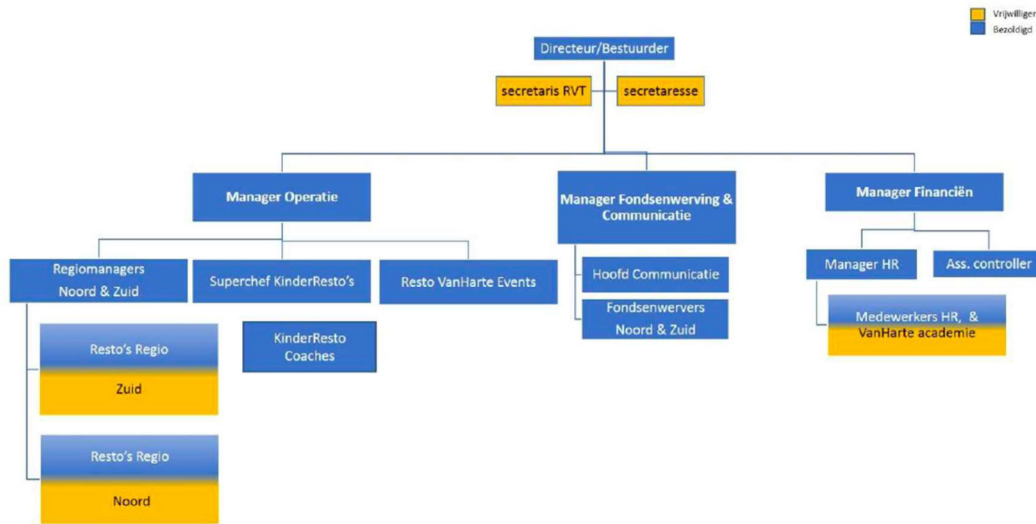 Vrijwilliger
Bezoldigd
Directeur/Bestuurder
secretaris RVT
secretaresse
Manager Operatie
Manager Fondsenwerving &
Communicatie
Manager Financiën
Regiomanagers
Noord & Zuid
Superchef KinderResto's
Resto VanHarte Events
Hoofd Communicatie
Manager HR
Ass. controller
Fondsenwervers
Noord & Zuid
Medewerkers HR, &
VanHarte academie
KinderResto
Coaches
Resto's Regio
Zuid
Resto's Regio
Noord